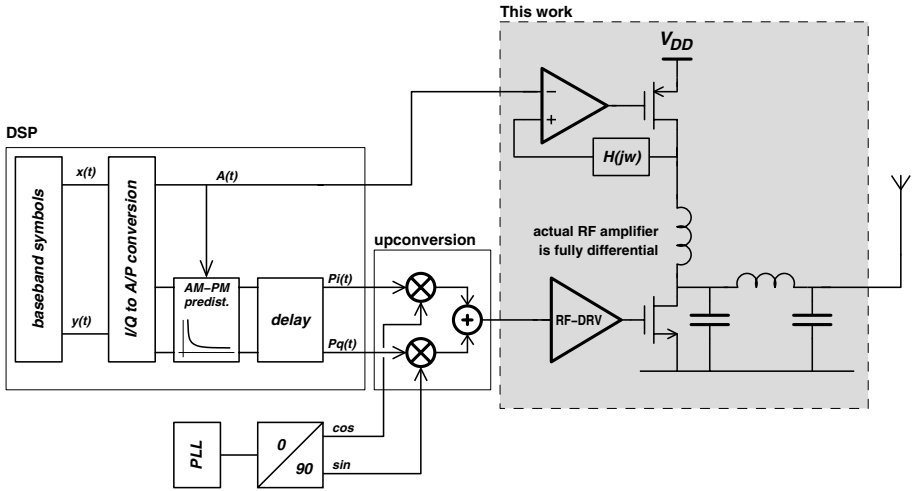 This work
V_DD
−
+
H(jw)
DSP
baseband symbols
x(t)
y(t)
I/Q to A/P conversion
A(t)
AM−PM
predist.
delay
Pi(t)
Pq(t)
upconversion
+
actual RF amplifier
is fully differential
RF−DRV
PLL
0
90
cos
sin